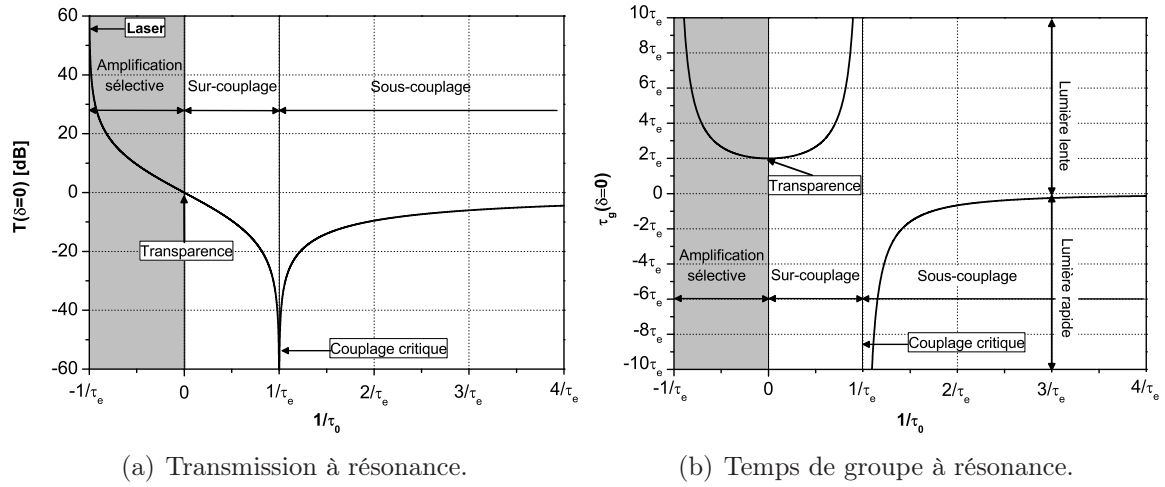 60
40
20
0
-20
-40
-60
T(δ=0) [dB]
Laser
Amplification
sélective
Sur-couplage
Sous-couplage
Transparence
Couplage critique
-1/τe
0
1/τe
2/τe
3/τe
4/τe
1/τ0
(a) Transmission à résonance.
10τe
8τe
6τe
4τe
2τe
0
-2τe
-4τe
-6τe
-8τe
-10τe
τg(δ=0)
Lumière lente
Transparence
Lumière rapide
Amplification
sélective
Sur-couplage
Sous-couplage
Couplage critique
-1/τe
0
1/τe
2/τe
3/τe
4/τe
1/τ0
(b) Temps de groupe à résonance.